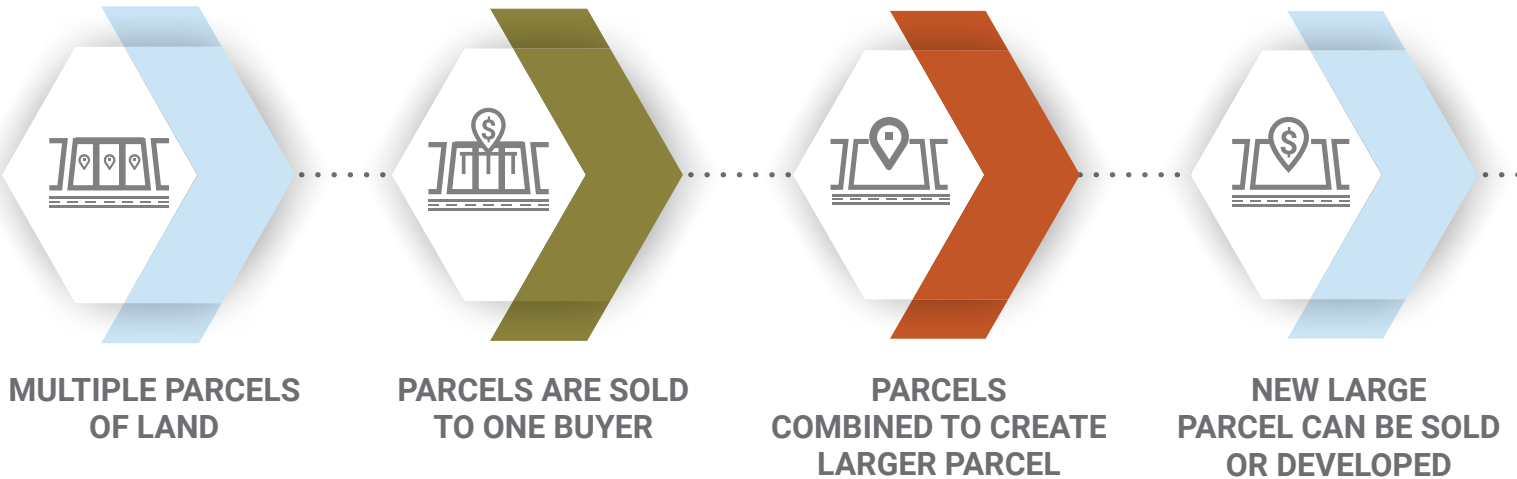 MULTIPLE PARCELS
OF LAND
$
PARCELS ARE SOLD
TO ONE BUYER
PARCELS
COMBINED TO CREATE
LARGER PARCEL
$
NEW LARGE
PARCEL CAN BE SOLD
OR DEVELOPED